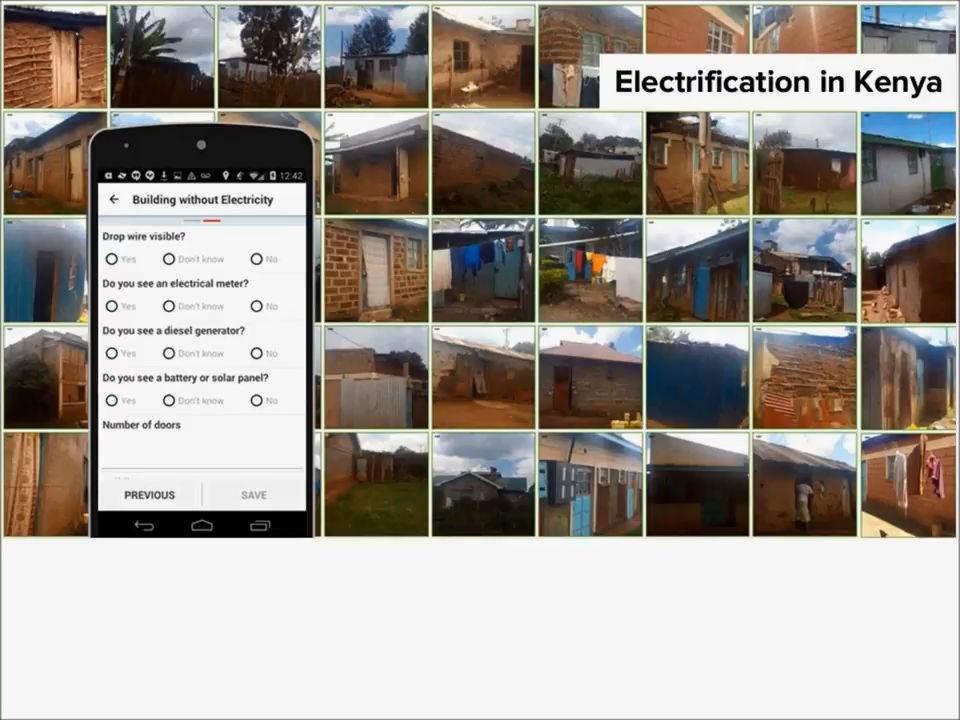 Electrification in Kenya
12:42
Building without Electricity
Drop wire visible?
Yes Don't know No
Do you see an electrical meter?
Yes Don't know No
Do you see a diesel generator?
Yes Don't know No
Do you see a battery or solar panel?
Yes Don't know No
Number of doors
PREVIOUS SAVE